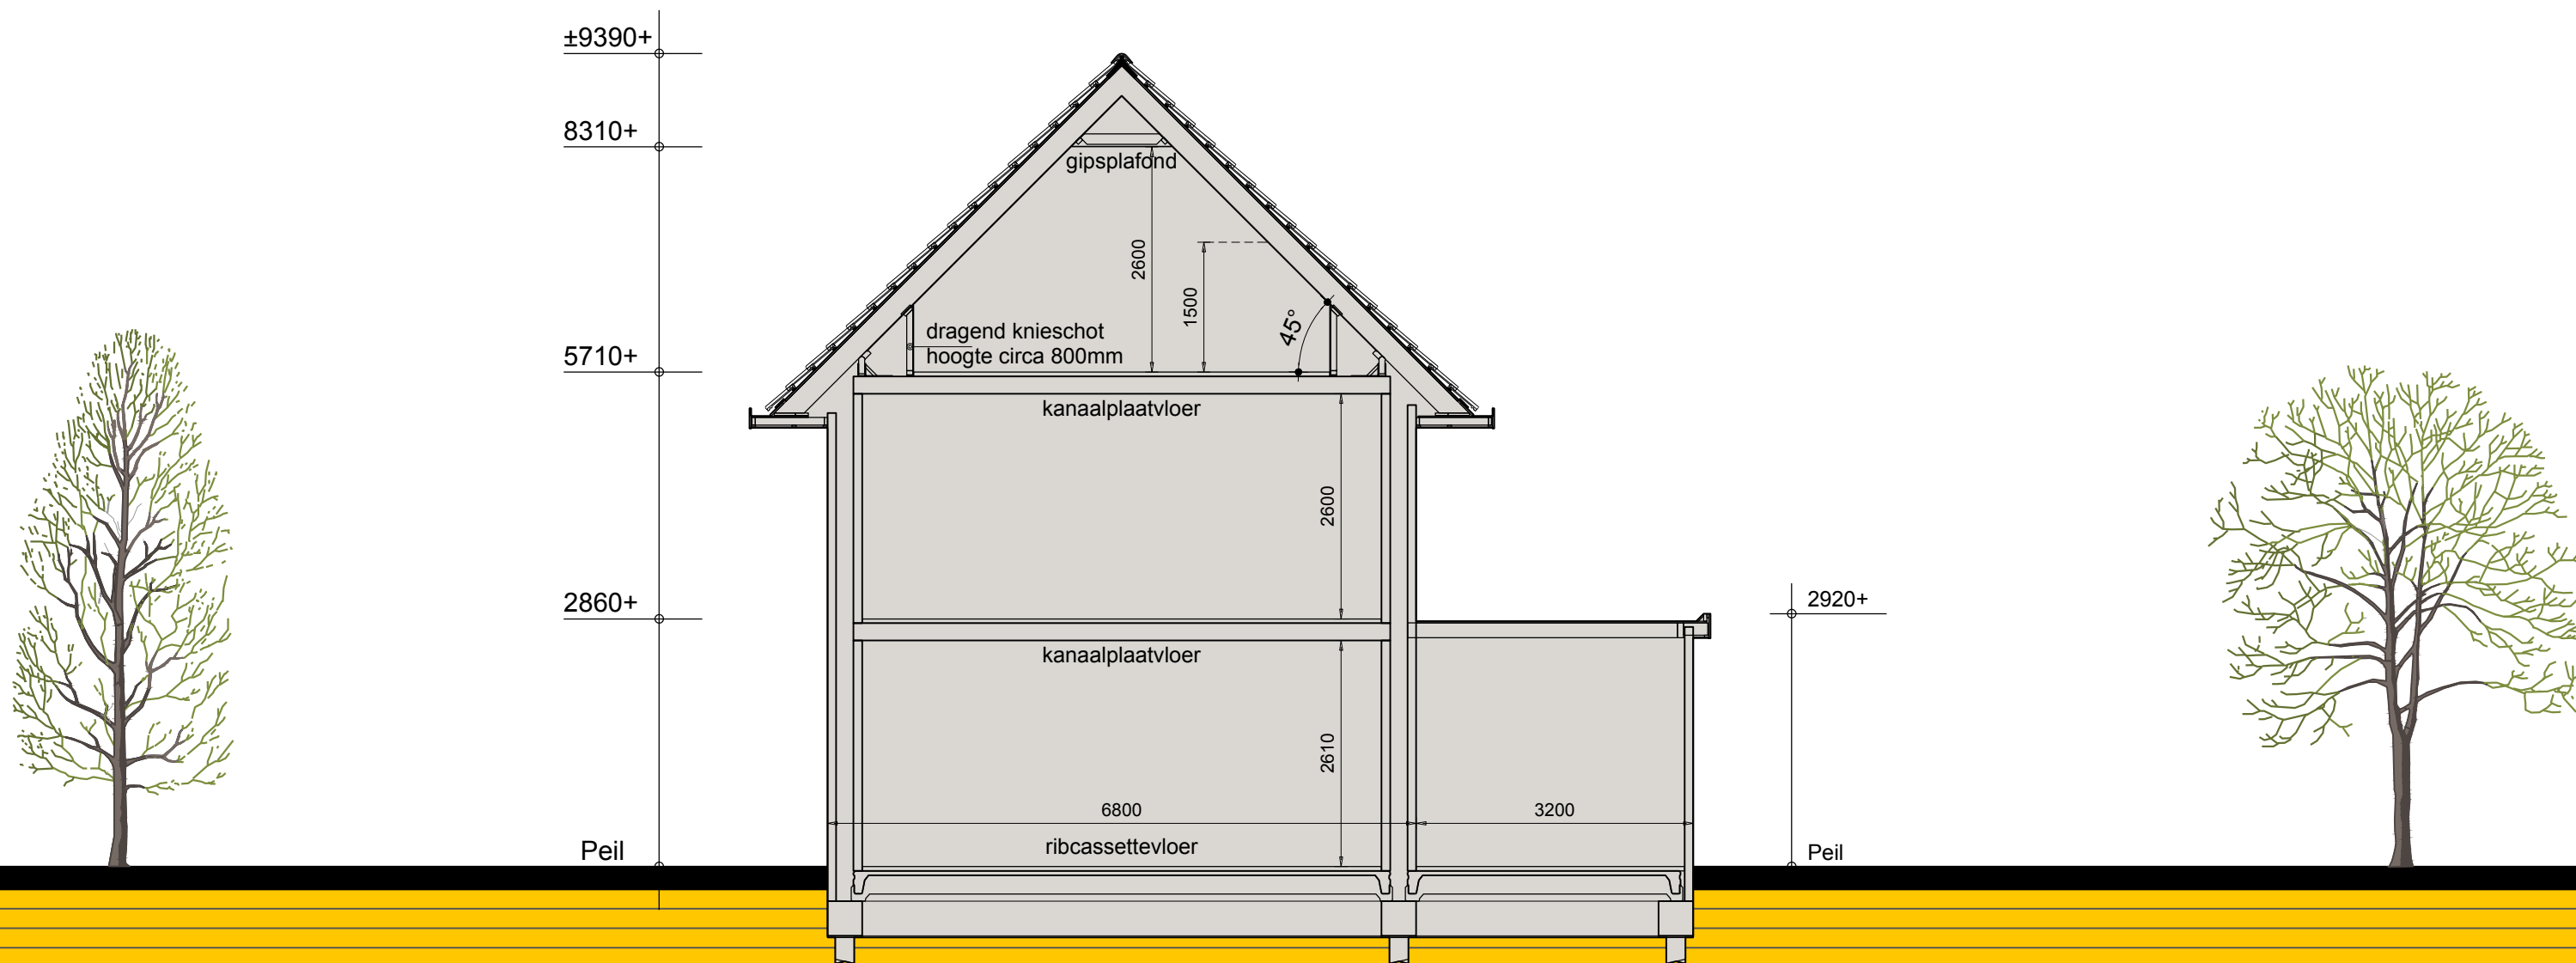 ±9390+
8310+
gipsplafond
2600
1500
45°
dragend knieschot
hoogte circa 800mm
5710+
kanaalplaatvloer
2600
2860+
2920+
kanaalplaatvloer
2610
6800
3200
ribcassettevloer
Peil
Peil